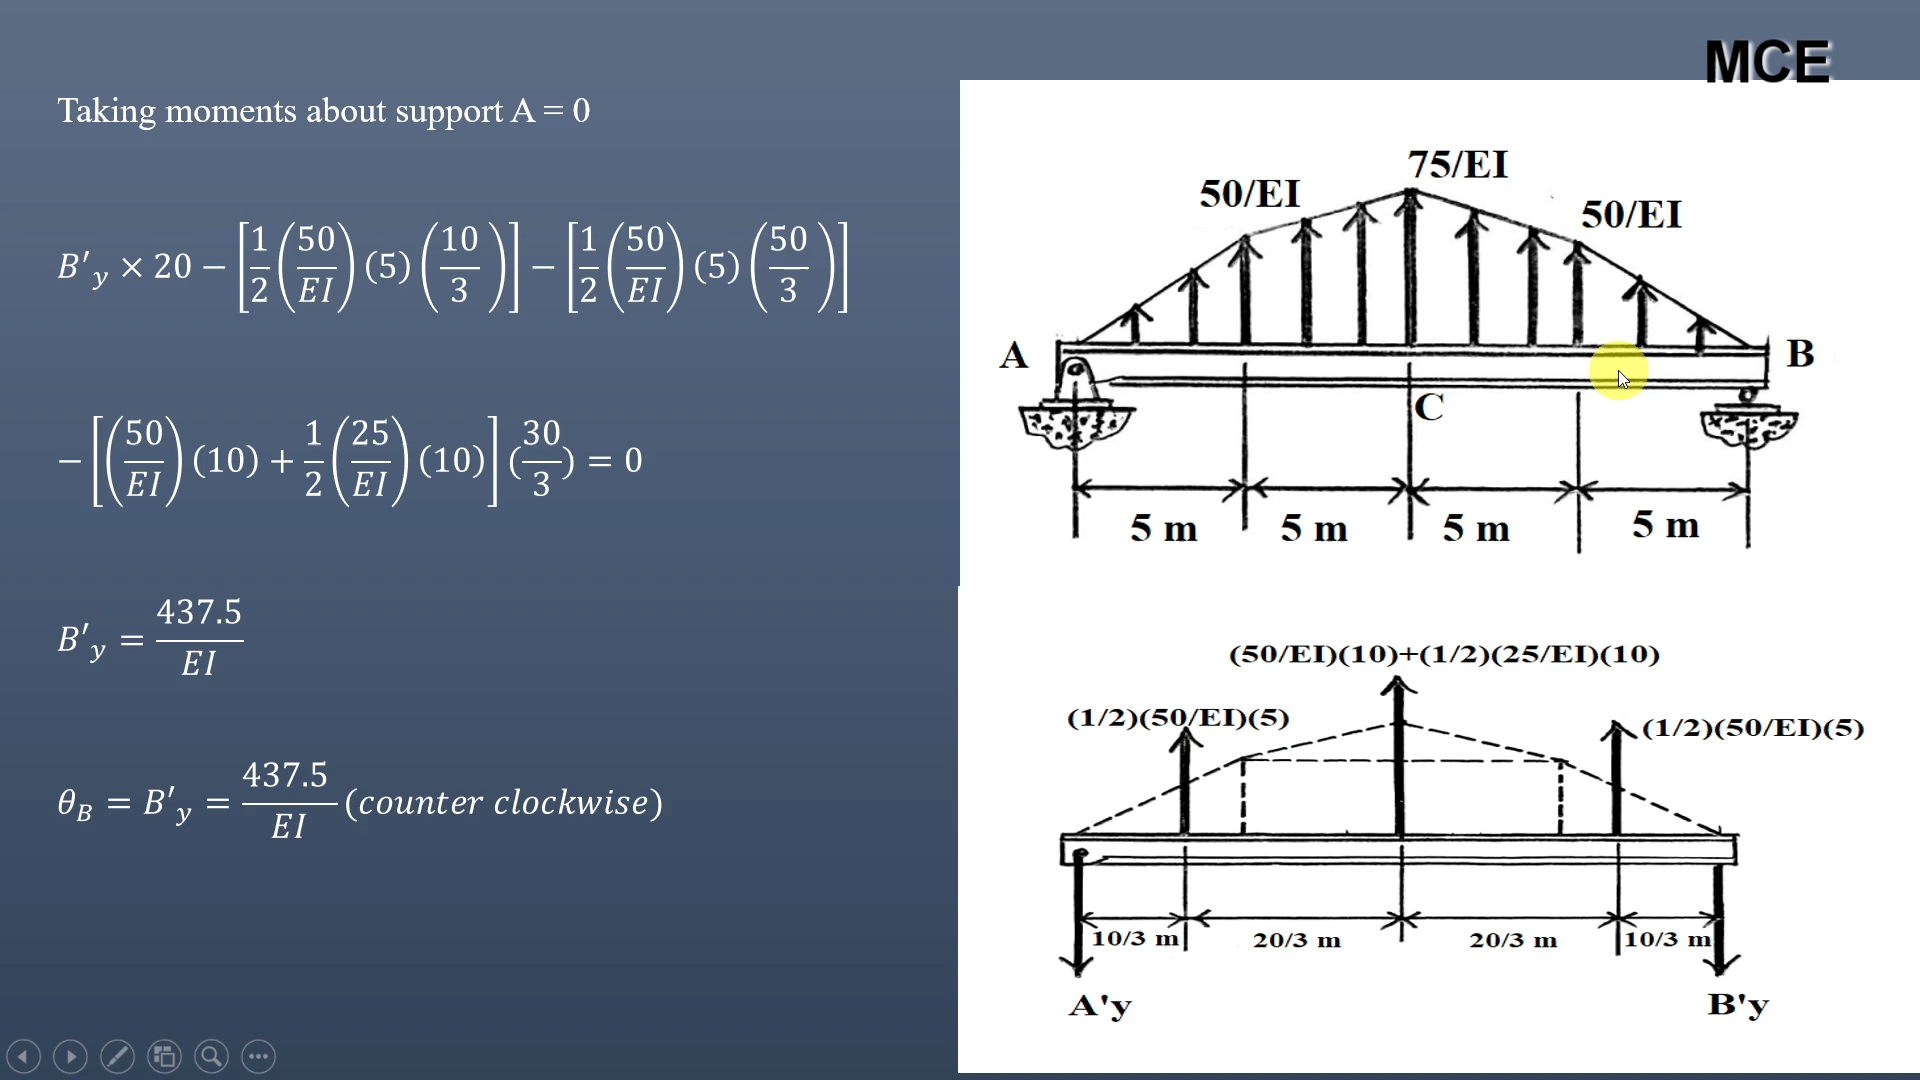 MCE
Taking moments about support A = 0
B′y × 20 − [1/2 (50/EI) (5) (10/3)] − [1/2 (50/EI) (5) (50/3)]
− [(50/EI) (10) + 1/2 (25/EI) (10)] (30/3) = 0
B′y = 437.5/EI
θB = B′y = 437.5/EI (counter clockwise)
75/EI
50/EI
50/EI
A
B
C
5 m 5 m 5 m 5 m
(50/EI)(10)+(1/2)(25/EI)(10)
(1/2)(50/EI)(5)
(1/2)(50/EI)(5)
10/3 m 20/3 m 20/3 m 10/3 m
A'y B'y